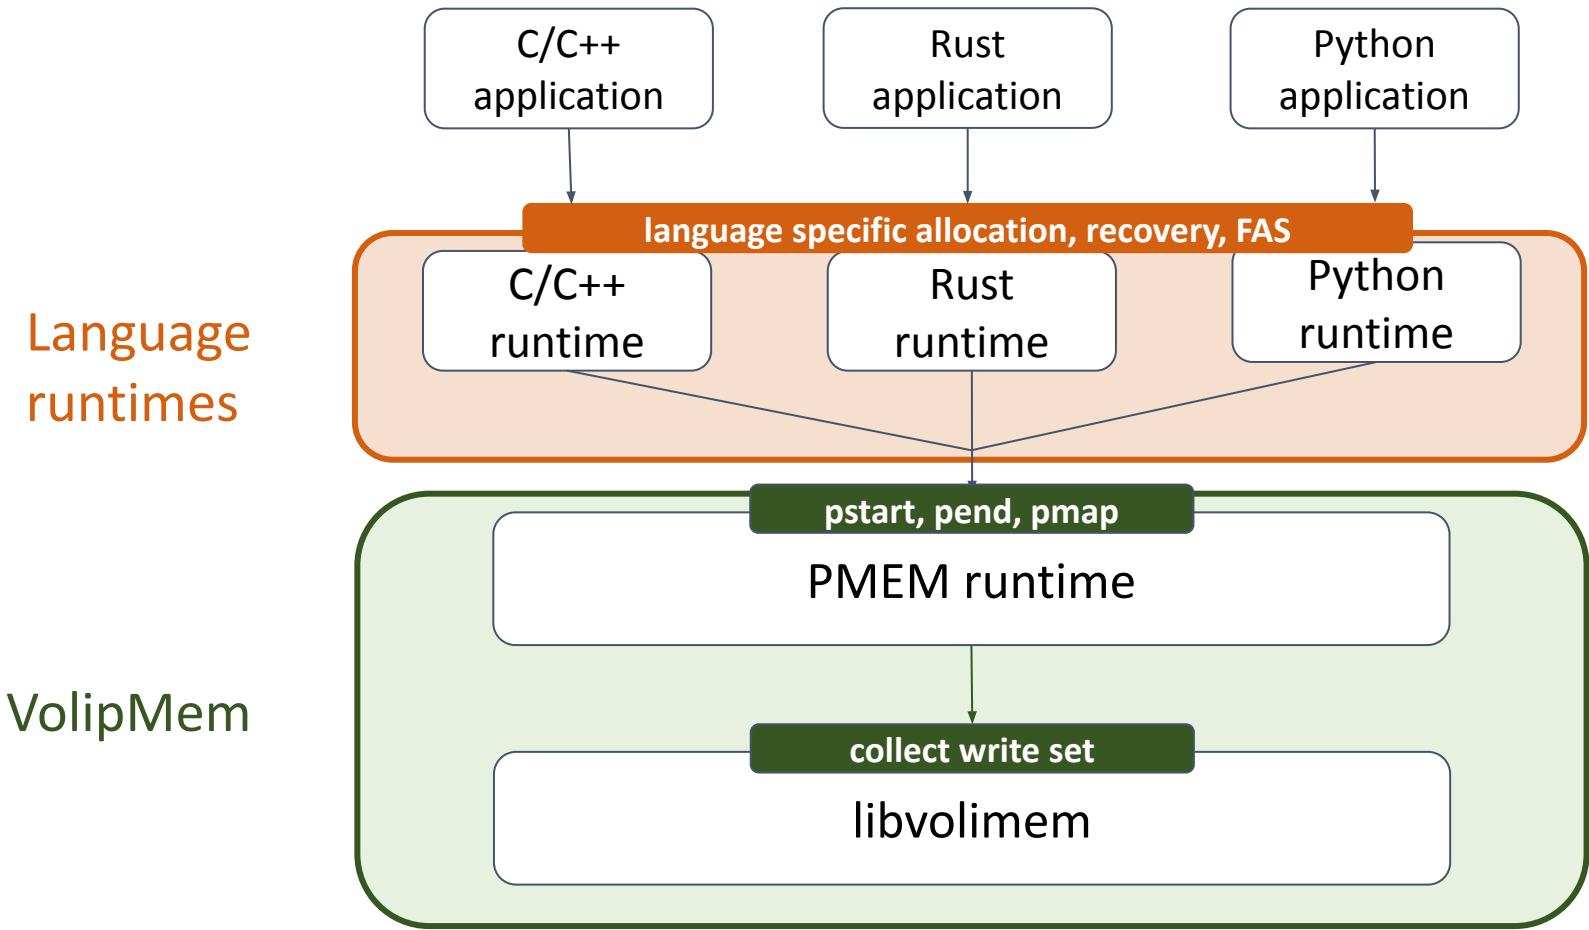 C/C++
application
Rust
application
Python
application
language specific allocation, recovery, FAS
C/C++
runtime
Rust
runtime
Python
runtime
Language
runtimes
pstart, pend, pmap
PMEM runtime
VolipMem
collect write set
libvolimem